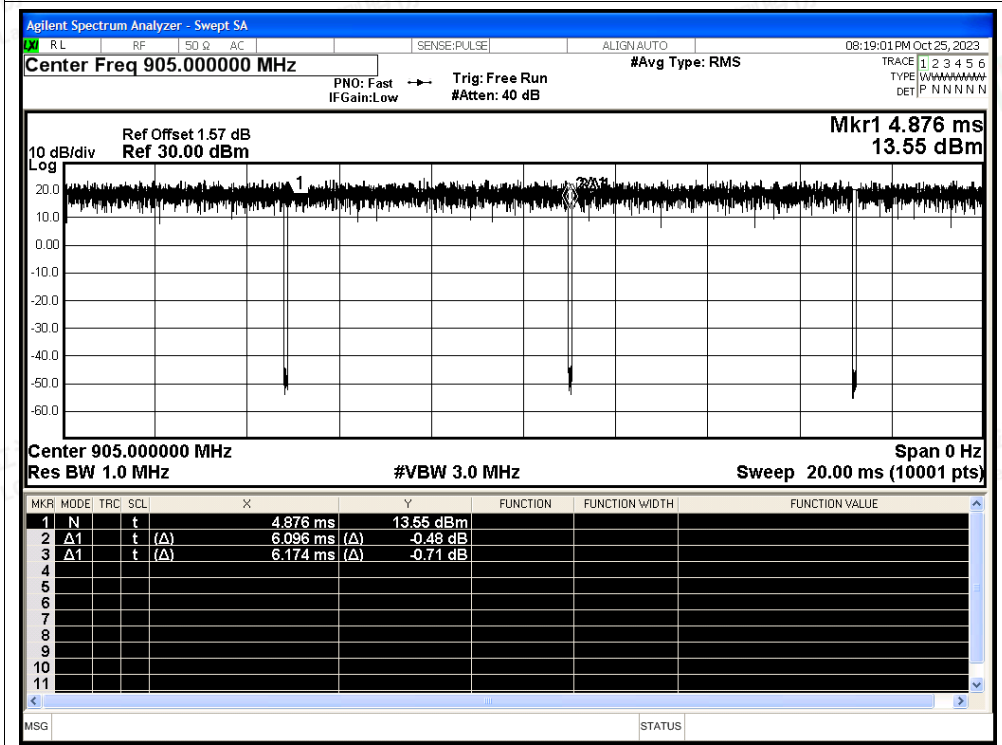 Agilent Spectrum Analyzer - Swept SA
LXI RL RF 50 Ω AC SENSE:PULSE ALIGN AUTO 08:19:01 PM Oct 25, 2023
Center Freq 905.000000 MHz #Avg Type: RMS TRACE 1 2 3 4 5 6
PNO: Fast Trig: Free Run TYPE WWWWWW
IFGain:Low #Atten: 40 dB DET P N N N N N
Mkr1 4.876 ms
Ref Offset 1.57 dB
10 dB/div Ref 30.00 dBm 13.55 dBm
Log
1
20.0
10.0
0.00
-10.0
-20.0
-30.0
-40.0
-50.0
-60.0
Center 905.000000 MHz Span 0 Hz
Res BW 1.0 MHz #VBW 3.0 MHz Sweep 20.00 ms (10001 pts)
MKR MODE TRC SCL X Y FUNCTION FUNCTION WIDTH FUNCTION VALUE
1 N t 4.876 ms 13.55 dBm
2 Δ1 t (Δ) 6.096 ms (Δ) -0.48 dB
3 Δ1 t (Δ) 6.174 ms (Δ) -0.71 dB
4
5
6
7
8
9
10
11
MSG STATUS